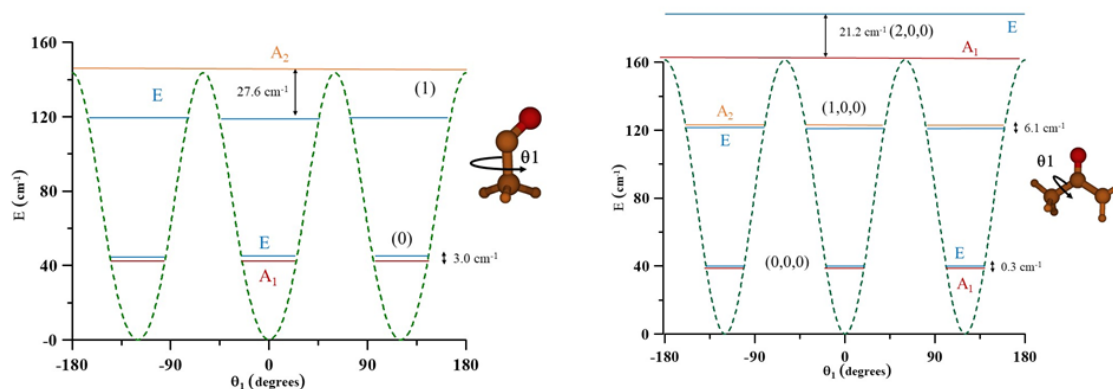 160
120
80
40
-0
E (cm⁻¹)
A₂
E
27.6 cm⁻¹
(1)
E
(0)
A₁
3.0 cm⁻¹
-180
-90
0
90
180
θ₁ (degrees)
θ1
160
120
80
40
0
E (cm⁻¹)
21.2 cm⁻¹ (2,0,0)
E
A₁
(1,0,0)
A₂
E
6.1 cm⁻¹
θ1
(0,0,0)
E
A₁
0.3 cm⁻¹
-180
-90
0
90
180
θ₁ (degrees)